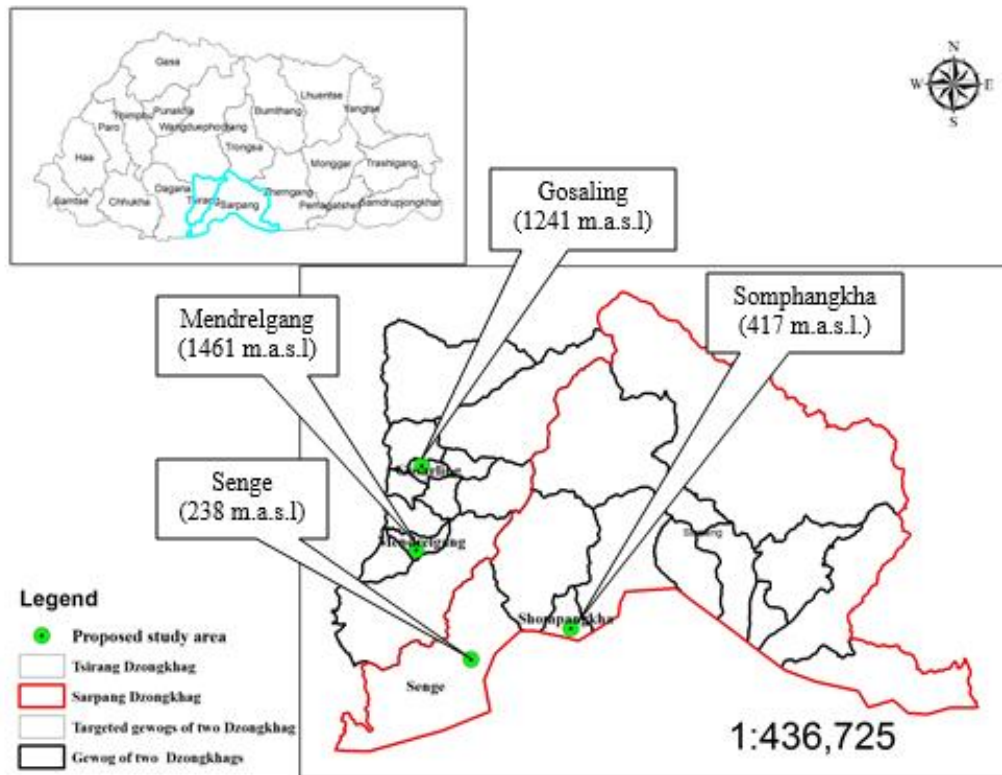 Gasa
Lhuentse
Thimphu
Punakha
Bumthang
Yangtse
Paro
Wangduephodrang
Trongsa
Haa
Monggar
Trashigang
Dagana
Zhemgang
Samtse
Chhukha
Tsirang
Sarpang
Pemagatshel
Samdrupjongkhar
N
W
E
S
Gosaling
(1241 m.a.s.l)
Mendrelgang
(1461 m.a.s.l)
Somphangkha
(417 m.a.s.l.)
Senge
(238 m.a.s.l)
Mendrelgang
Shompangkha
Senge
Legend
Proposed study area
Tsirang Dzongkhag
Sarpang Dzongkhag
Targeted gewogs of two Dzongkhag
Gewog of two Dzongkhags
1:436,725